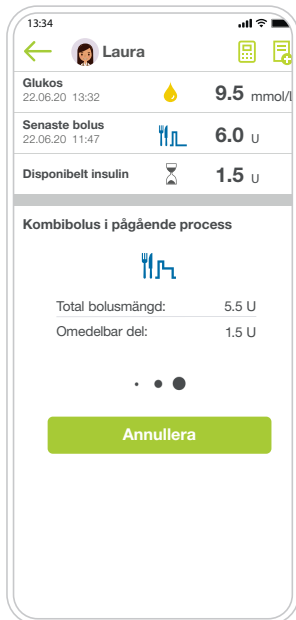 13:34
Laura
Glukos
22.06.20 13:32
9.5 mmol/l
Senaste bolus
22.06.20 11:47
6.0 U
Disponibelt insulin
1.5 U
Kombibolus i pågående process
Total bolusmängd: 5.5 U
Omedelbar del: 1.5 U
Annullera